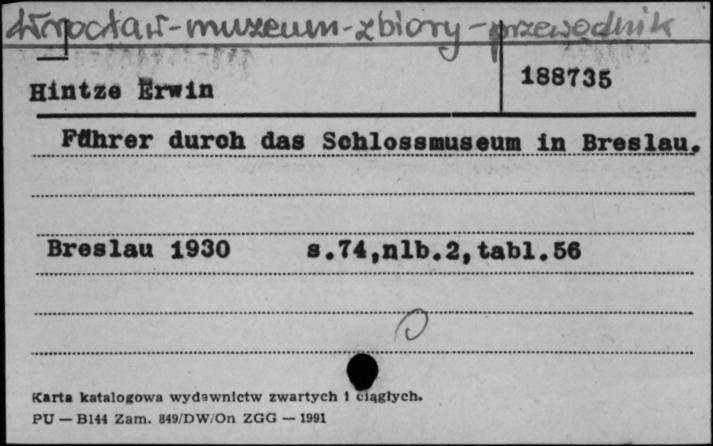 Wrocław-muzeum-zbiory-przewodnik
Hintze Erwin
188735
Führer durch das Schlossmuseum in Breslau.
Breslau 1930 s.74,nlb.2,tabl.56
Karta katalogowa wydawnictw zwartych i ciągłych.
PU — B144 Zam. 849/DW/On ZGG — 1991